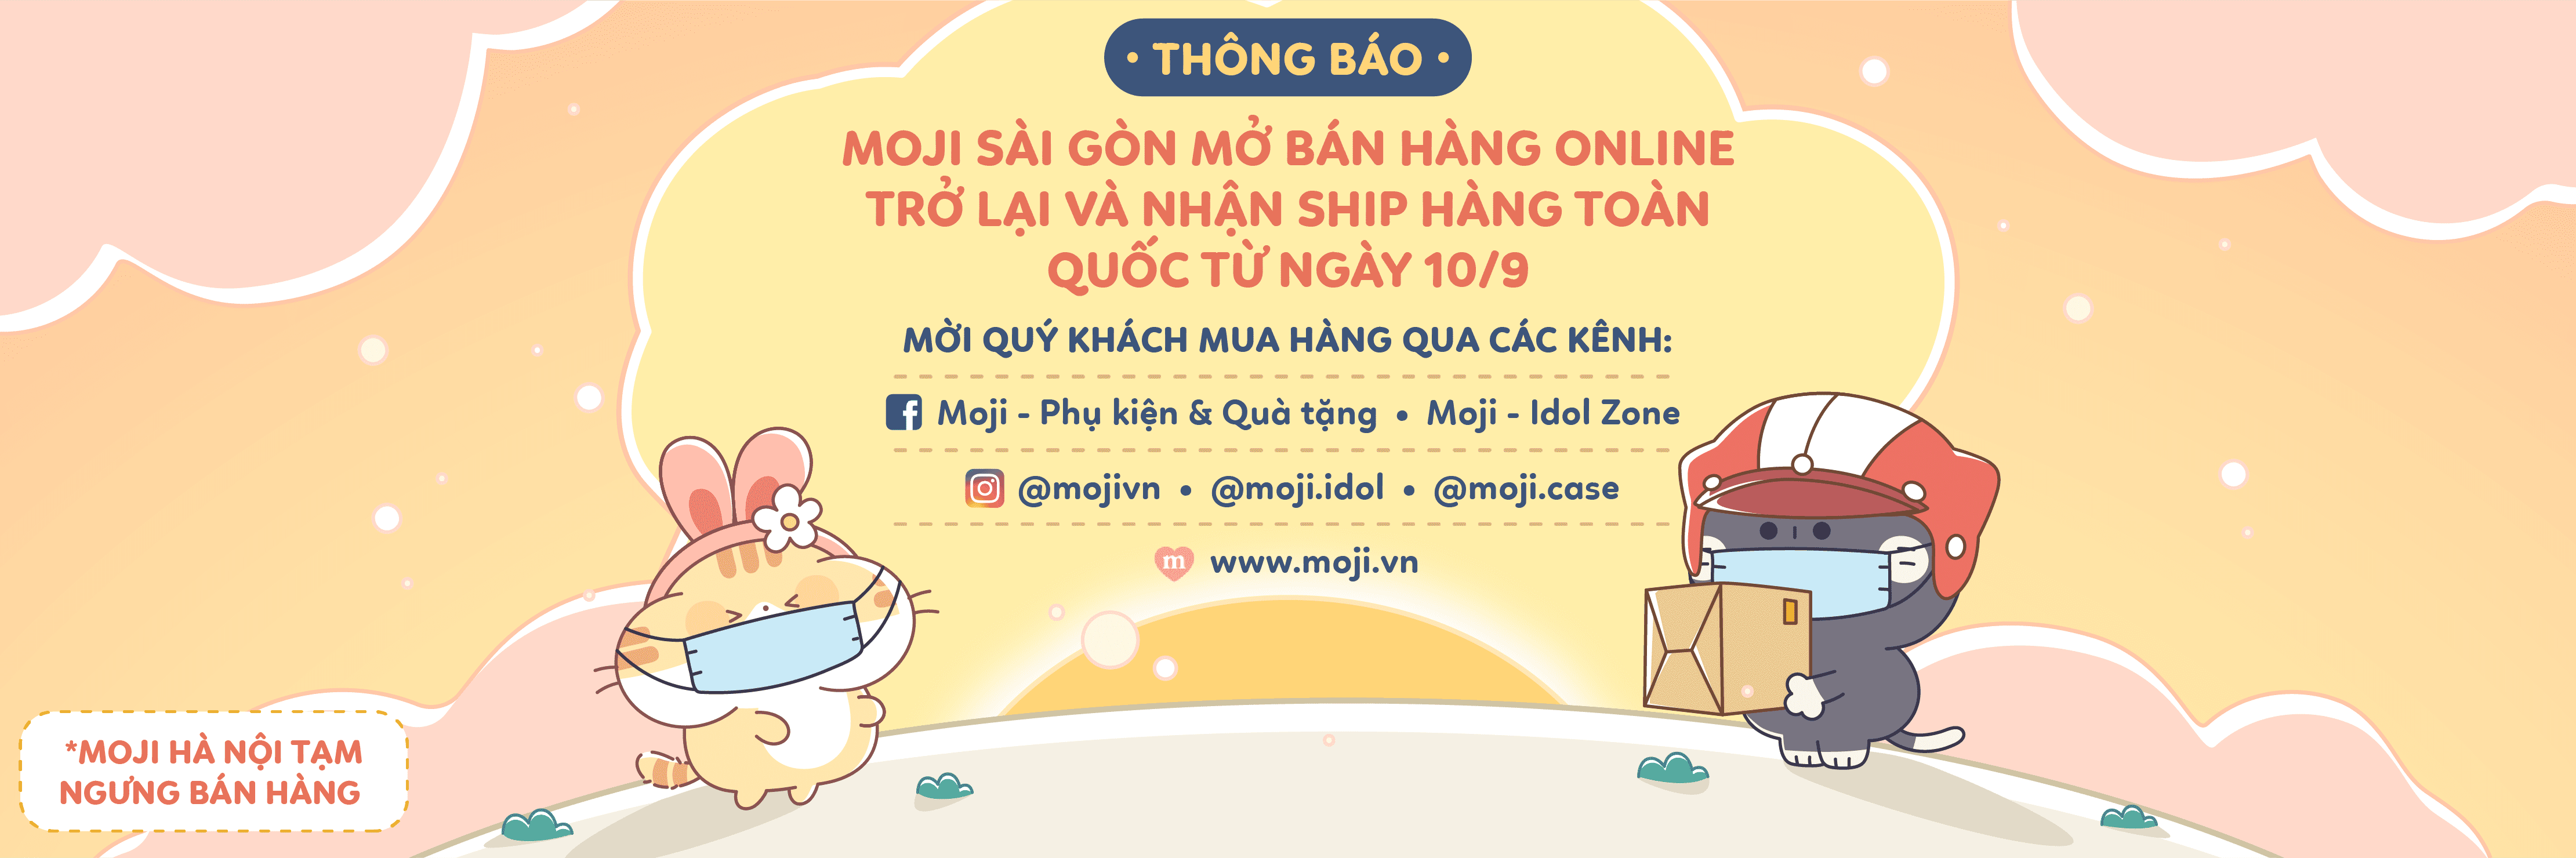 • THÔNG BÁO •
MOJI SÀI GÒN MỞ BÁN HÀNG ONLINE
TRỞ LẠI VÀ NHẬN SHIP HÀNG TOÀN
QUỐC TỪ NGÀY 10/9
MỜI QUÝ KHÁCH MUA HÀNG QUA CÁC KÊNH:
f Moji - Phụ kiện & Quà tặng • Moji - Idol Zone
@mojivn • @moji.idol • @moji.case
m www.moji.vn
*MOJI HÀ NỘI TẠM
NGƯNG BÁN HÀNG